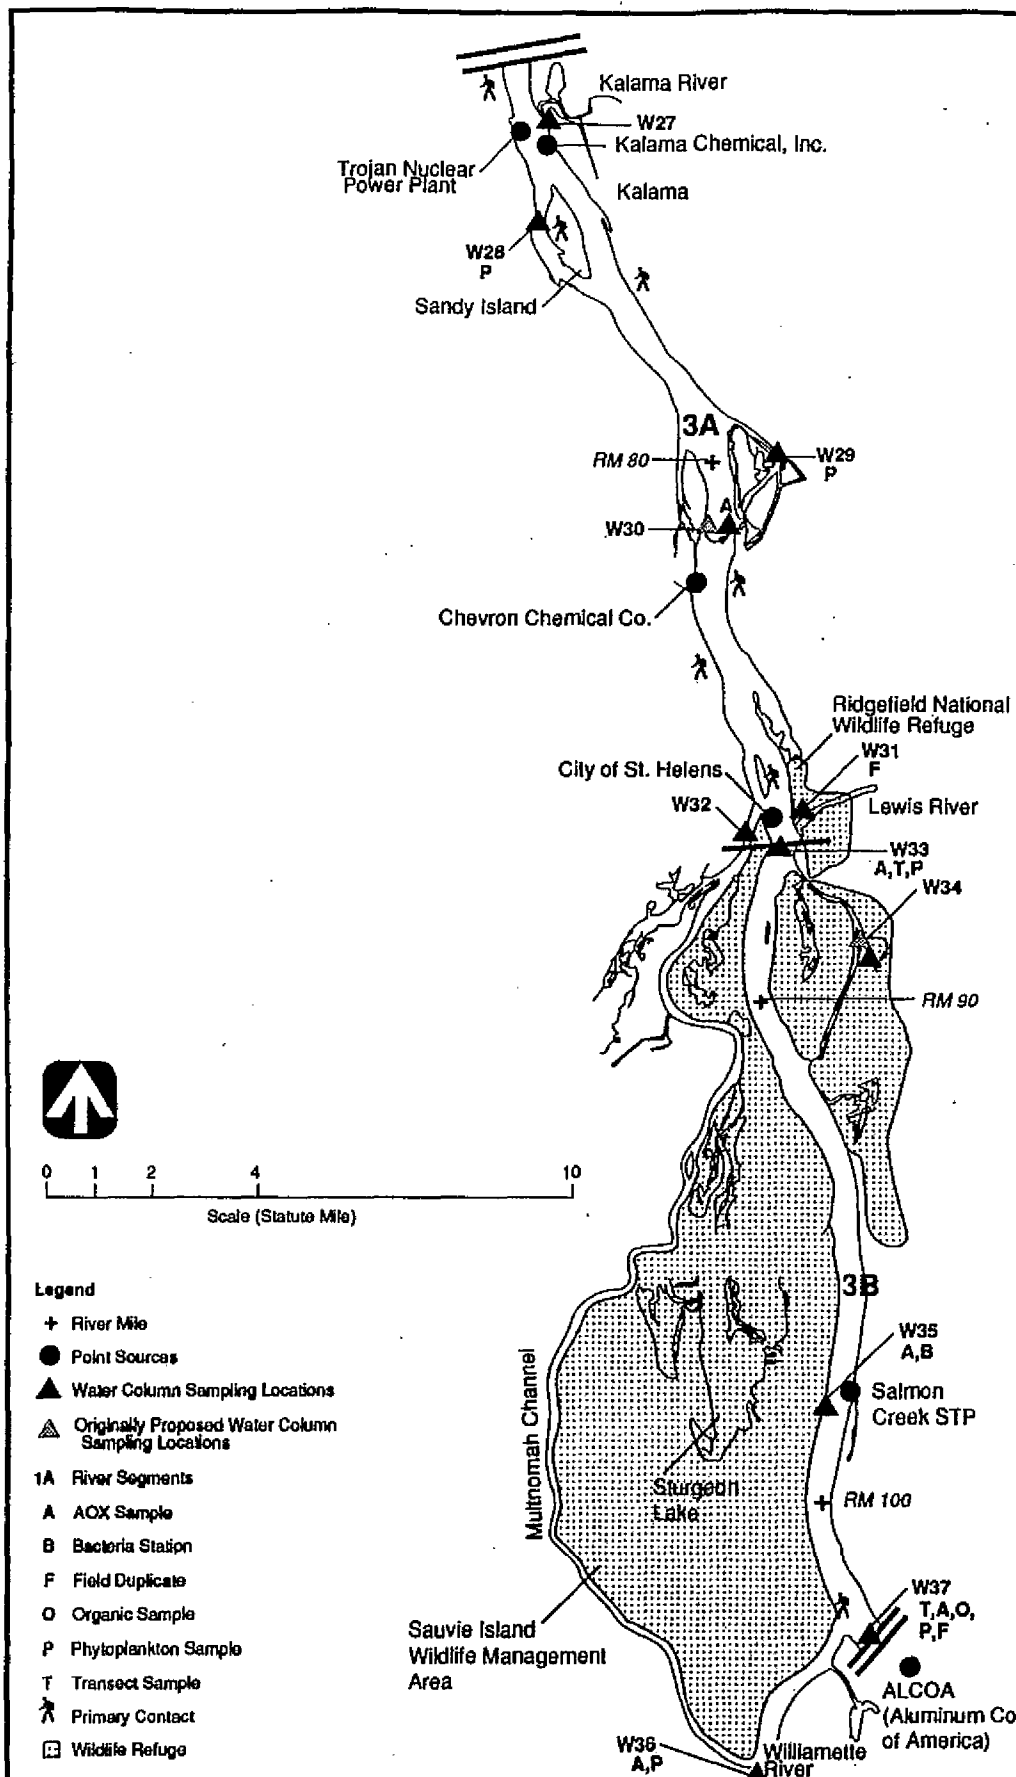 Kalama River
W27
Kalama Chemical, Inc.
Trojan Nuclear
Power Plant
Kalama
W28
P
Sandy Island
3A
RM 80
W29
P
A
W30
Chevron Chemical Co.
Ridgefield National
Wildlife Refuge
W31
F
City of St. Helens
W32
Lewis River
W33
A,T,P
W34
RM 90
0 1 2 4 10
Scale (Statute Mile)
Legend
River Mile
Point Sources
Water Column Sampling Locations
Originally Proposed Water Column
Sampling Locations
1A River Segments
A AOX Sample
B Bacteria Station
F Field Duplicate
O Organic Sample
P Phytoplankton Sample
T Transect Sample
Primary Contact
Wildlife Refuge
3B
W35
A,B
Salmon
Creek STP
Multnomah Channel
Sturgeon
Lake
RM 100
W37
T,A,O,
P,F
Sauvie Island
Wildlife Management
Area
ALCOA
(Aluminum Co
of America)
W36
A,P
Williamette
River